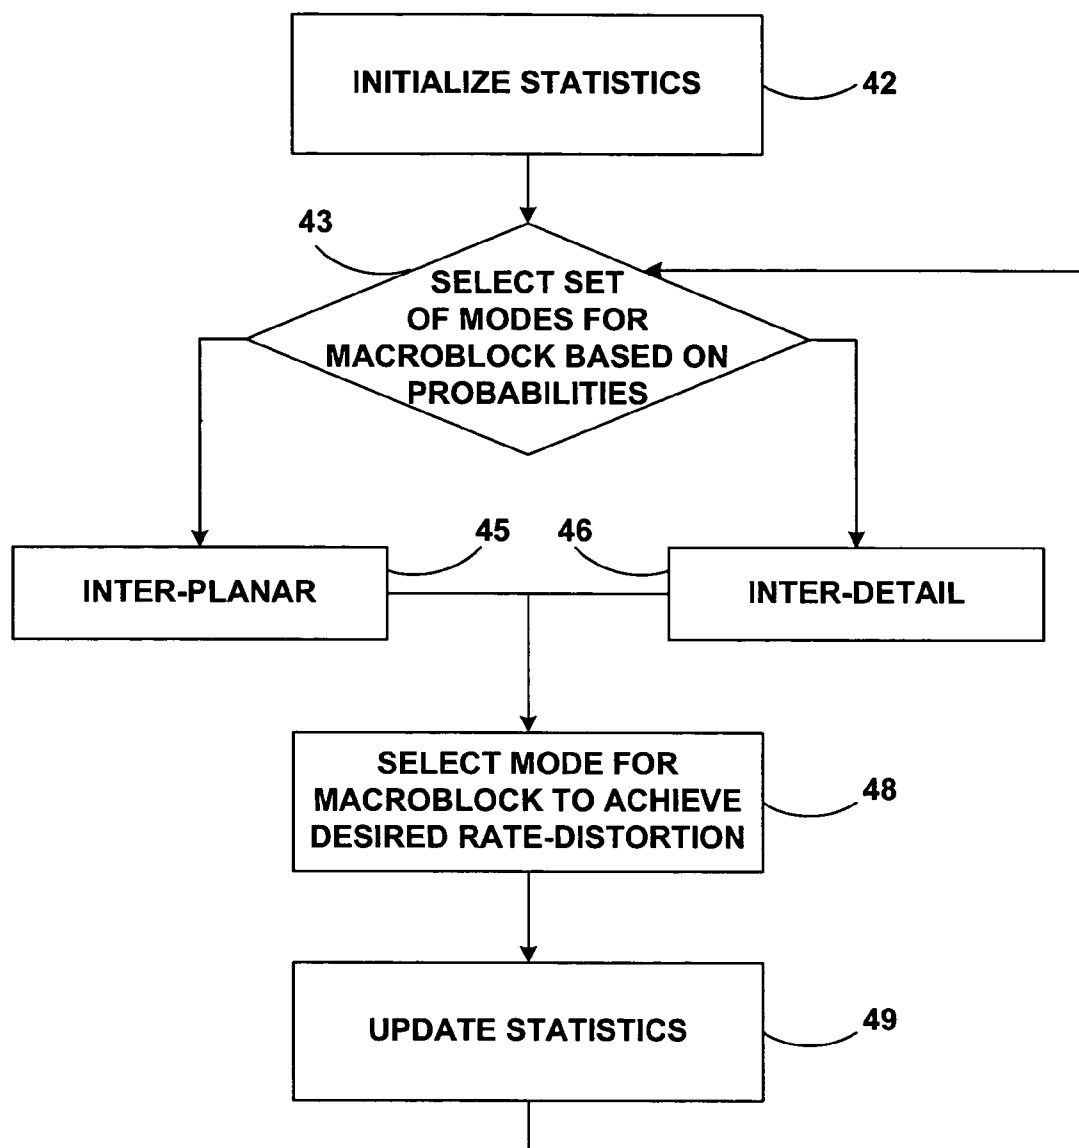 INITIALIZE STATISTICS
42
43
SELECT SET
OF MODES FOR
MACROBLOCK BASED ON
PROBABILITIES
45
46
INTER-PLANAR
INTER-DETAIL
SELECT MODE FOR
MACROBLOCK TO ACHIEVE
DESIRED RATE-DISTORTION
48
UPDATE STATISTICS
49